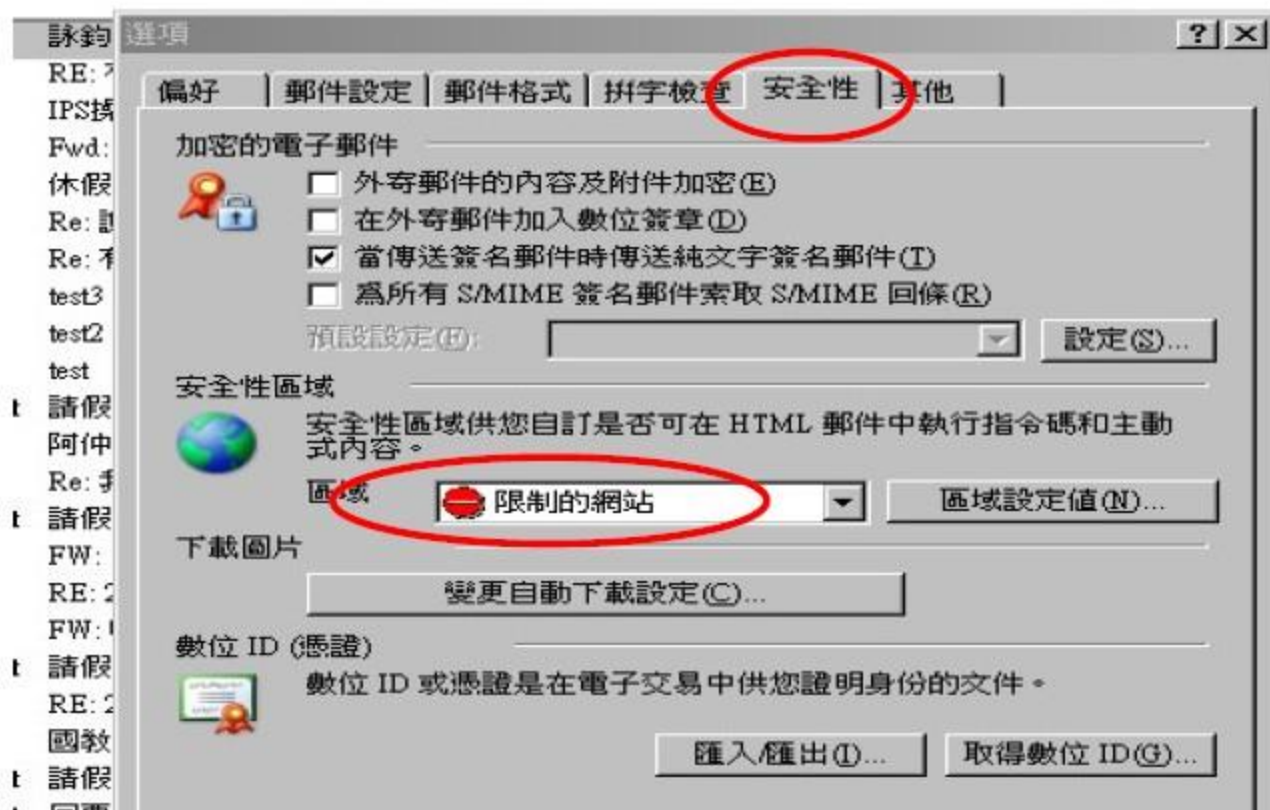 詠鈞
RE:
IPS
Fwd:
休假
Re:
Re:
test3
test2
test
t 請假
阿仲
Re:
t 請假
FW:
RE: 2
FW:
t 請假
RE: 2
國教
t 請假
選項
偏好 郵件設定 郵件格式 拼字檢查 安全性 其他
加密的電子郵件
外寄郵件的內容及附件加密(E)
在外寄郵件加入數位簽章(D)
當傳送簽名郵件時傳送純文字簽名郵件(T)
為所有 S/MIME 簽名郵件索取 S/MIME 回條(R)
預設設定(F): 設定(S)...
安全性區域
安全性區域供您自訂是否可在 HTML 郵件中執行指令碼和主動
式內容。
區域 限制的網站 區域設定值(N)...
下載圖片
變更自動下載設定(C)...
數位 ID (憑證)
數位 ID 或憑證是在電子交易中供您證明身份的文件。
匯入/匯出(I)... 取得數位 ID(G)...